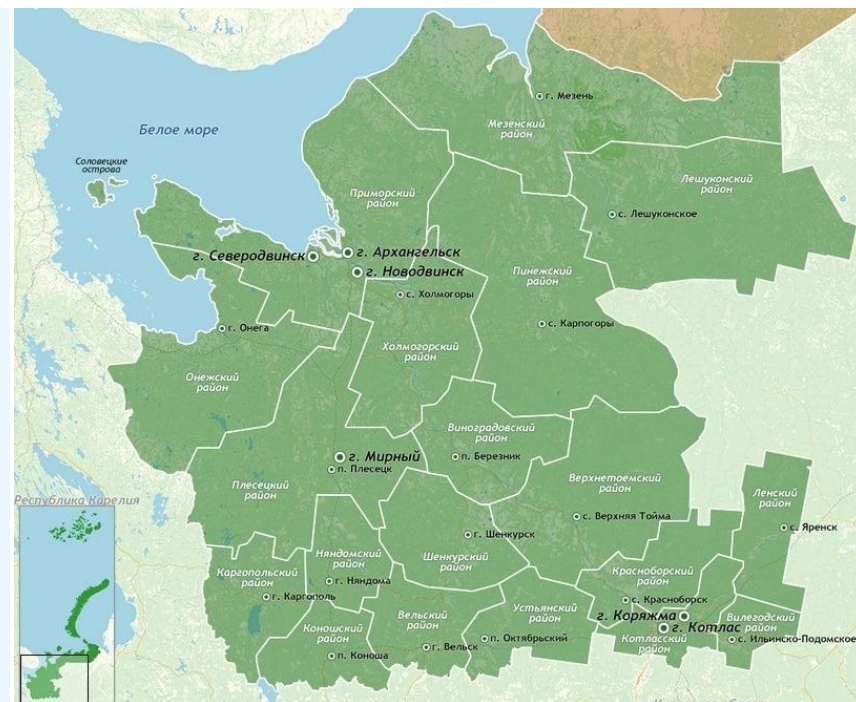 г. Мезень
Мезенский
район
Белое море
Соловецкие
острова
Приморский
район
Лешуконский
район
с. Лешуконское
г. Северодвинск
г. Архангельск
г. Новодвинск
Пинежский
район
с. Холмогоры
г. Онега
с. Карпогоры
Холмогорский
район
Онежский
район
Виноградовский
район
г. Мирный
п. Березник
п. Плесецк
Плесецкий
район
Верхнетоемский
район
Республика Карелия
Ленский
район
с. Верхняя Тойма
с. Яренск
г. Шенкурск
Шенкурский
район
Няндомский
район
Каргопольский
район
г. Няндома
г. Каргополь
Красноборский
район
с. Красноборск
Устьянский
район
Вельский
район
г. Коряжма
г. Котлас
Вилегодский
район
Коношский
район
п. Октябрьский
Котласский
район
с. Ильинско-Подомское
г. Вельск
п. Коноша